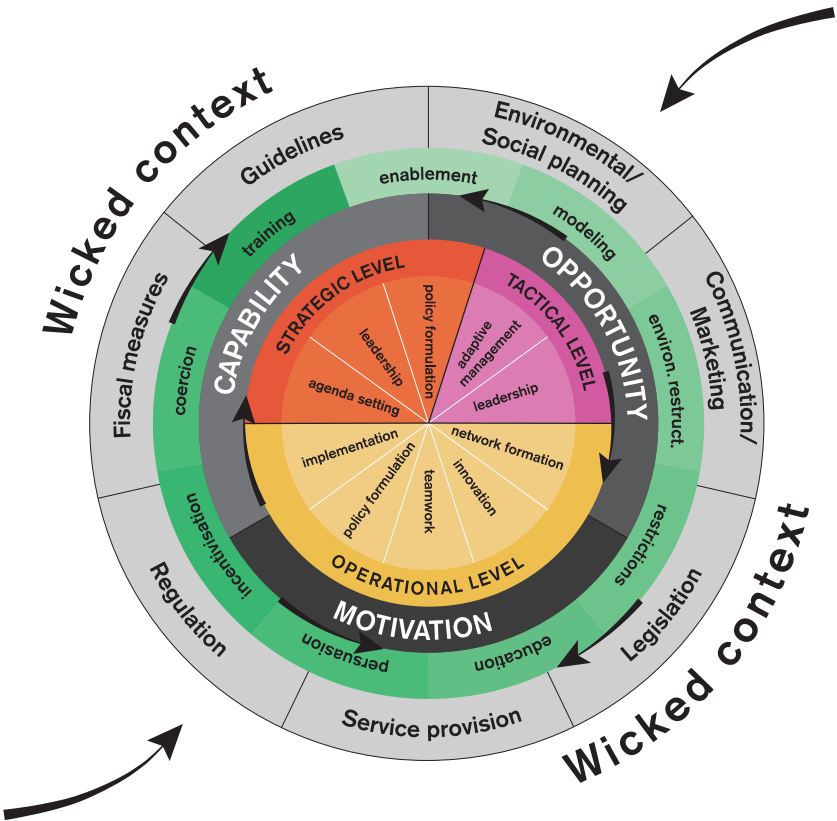 Wicked context
Guidelines
Environmental/
Social planning
Communication/
Marketing
Legislation
Service provision
Regulation
Fiscal measures
enablement
modeling
environ. restruct.
restrictions
education
persuasion
incentivisation
coercion
training
CAPABILITY
OPPORTUNITY
MOTIVATION
STRATEGIC LEVEL
agenda setting
leadership
policy formulation
TACTICAL LEVEL
adaptive
management
leadership
OPERATIONAL LEVEL
network formation
innovation
teamwork
policy formulation
implementation
Wicked context